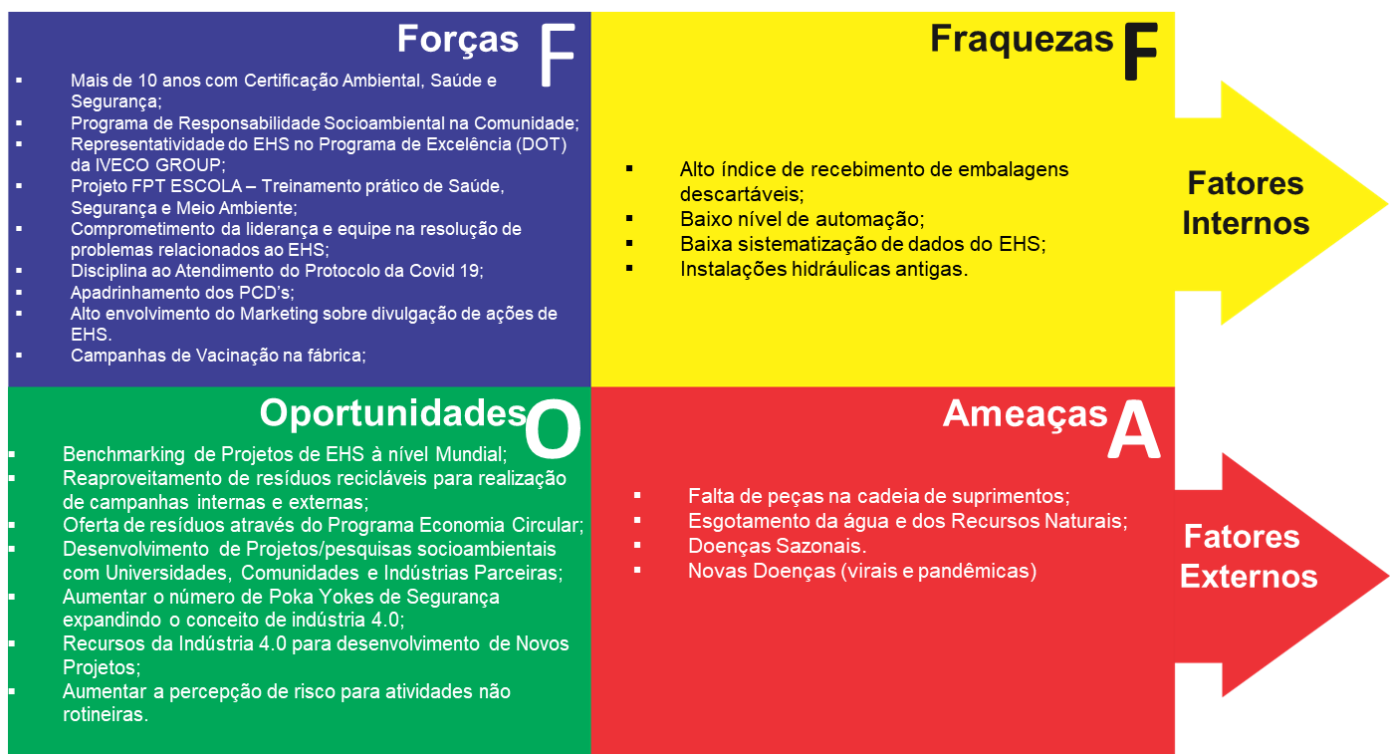 Forças F
▪ Mais de 10 anos com Certificação Ambiental, Saúde e
Segurança;
▪ Programa de Responsabilidade Socioambiental na Comunidade;
▪ Representatividade do EHS no Programa de Excelência (DOT)
da IVECO GROUP;
▪ Projeto FPT ESCOLA – Treinamento prático de Saúde,
Segurança e Meio Ambiente;
▪ Comprometimento da liderança e equipe na resolução de
problemas relacionados ao EHS;
▪ Disciplina ao Atendimento do Protocolo da Covid 19;
▪ Apadrinhamento dos PCD's;
▪ Alto envolvimento do Marketing sobre divulgação de ações de
EHS.
▪ Campanhas de Vacinação na fábrica;
Fraquezas F
▪ Alto índice de recebimento de embalagens
descartáveis;
▪ Baixo nível de automação;
▪ Baixa sistematização de dados do EHS;
▪ Instalações hidráulicas antigas.
Fatores
Internos
Oportunidades O
▪ Benchmarking de Projetos de EHS à nível Mundial;
▪ Reaproveitamento de resíduos recicláveis para realização
de campanhas internas e externas;
▪ Oferta de resíduos através do Programa Economia Circular;
▪ Desenvolvimento de Projetos/pesquisas socioambientais
com Universidades, Comunidades e Indústrias Parceiras;
▪ Aumentar o número de Poka Yokes de Segurança
expandindo o conceito de indústria 4.0;
▪ Recursos da Indústria 4.0 para desenvolvimento de Novos
Projetos;
▪ Aumentar a percepção de risco para atividades não
rotineiras.
Ameaças A
▪ Falta de peças na cadeia de suprimentos;
▪ Esgotamento da água e dos Recursos Naturais;
▪ Doenças Sazonais.
▪ Novas Doenças (virais e pandêmicas)
Fatores
Externos